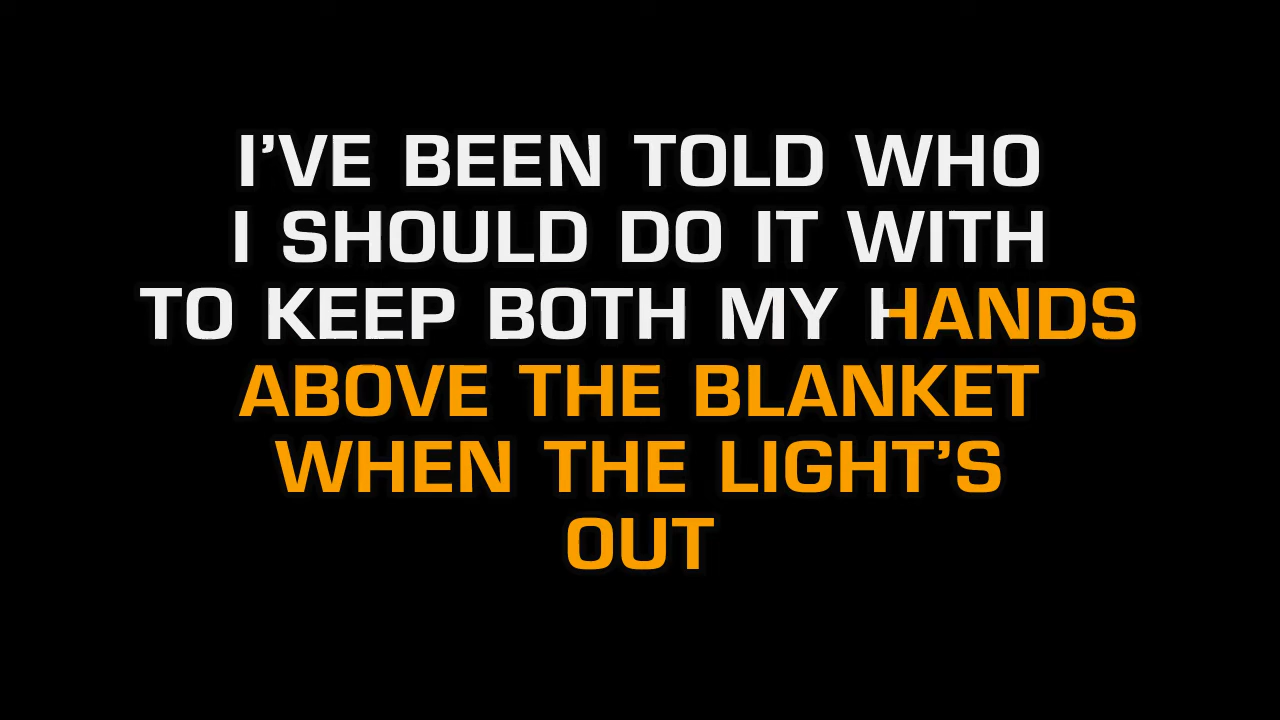 I’VE BEEN TOLD WHO
I SHOULD DO IT WITH
TO KEEP BOTH MY HANDS
ABOVE THE BLANKET
WHEN THE LIGHT’S
OUT